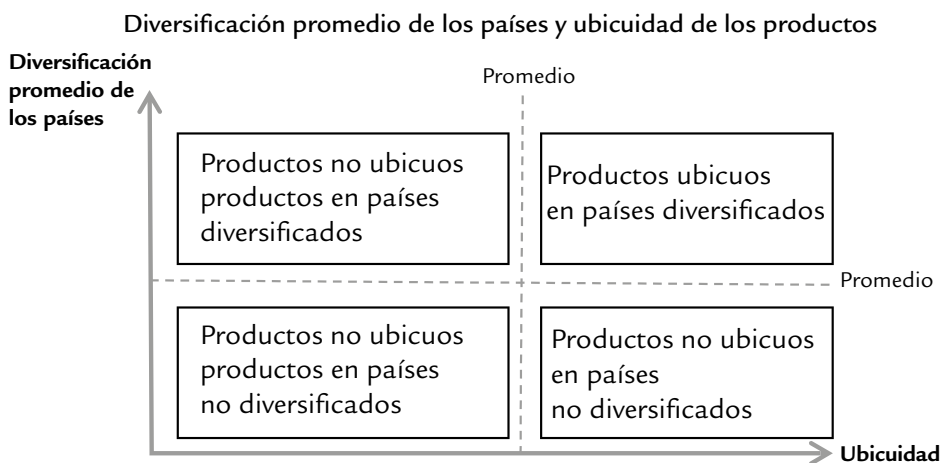 Diversificación promedio de los países y ubicuidad de los productos
Diversificación
promedio de
los países
Promedio
Productos no ubicuos
productos en países
diversificados
Productos ubicuos
en países diversificados
Promedio
Productos no ubicuos
productos en países
no diversificados
Productos no ubicuos
en países
no diversificados
Ubicuidad